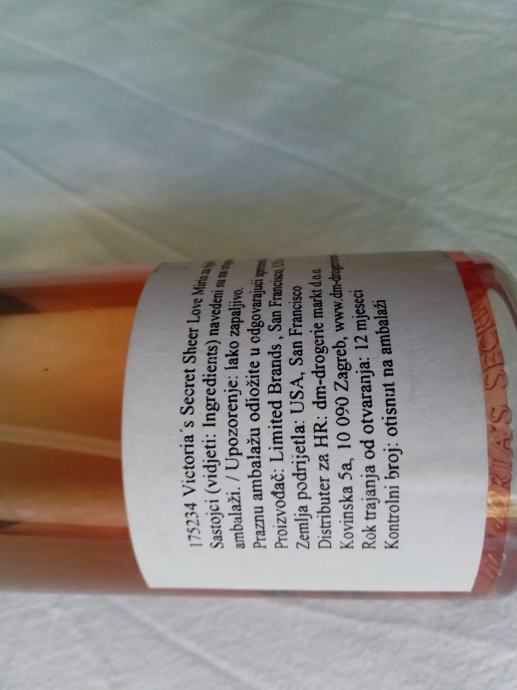 175234 Victoria´s Secret Sheer Love Miris za
Sastojci (vidjeti: Ingredients) navedeni su na
ambalaži. / Upozorenje: lako zapaljivo.
Praznu ambalažu odložite u odgovarajući
Proizvođač: Limited Brands , San Francisco,
Zemlja podrijetla: USA, San Francisco
Distributer za HR: dm-drogerie markt d.o.o.
Kovinska 5a, 10 090 Zagreb, www.dm-drogerie
Rok trajanja od otvaranja: 12 mjeseci
Kontrolni broj: otisnut na ambalaži